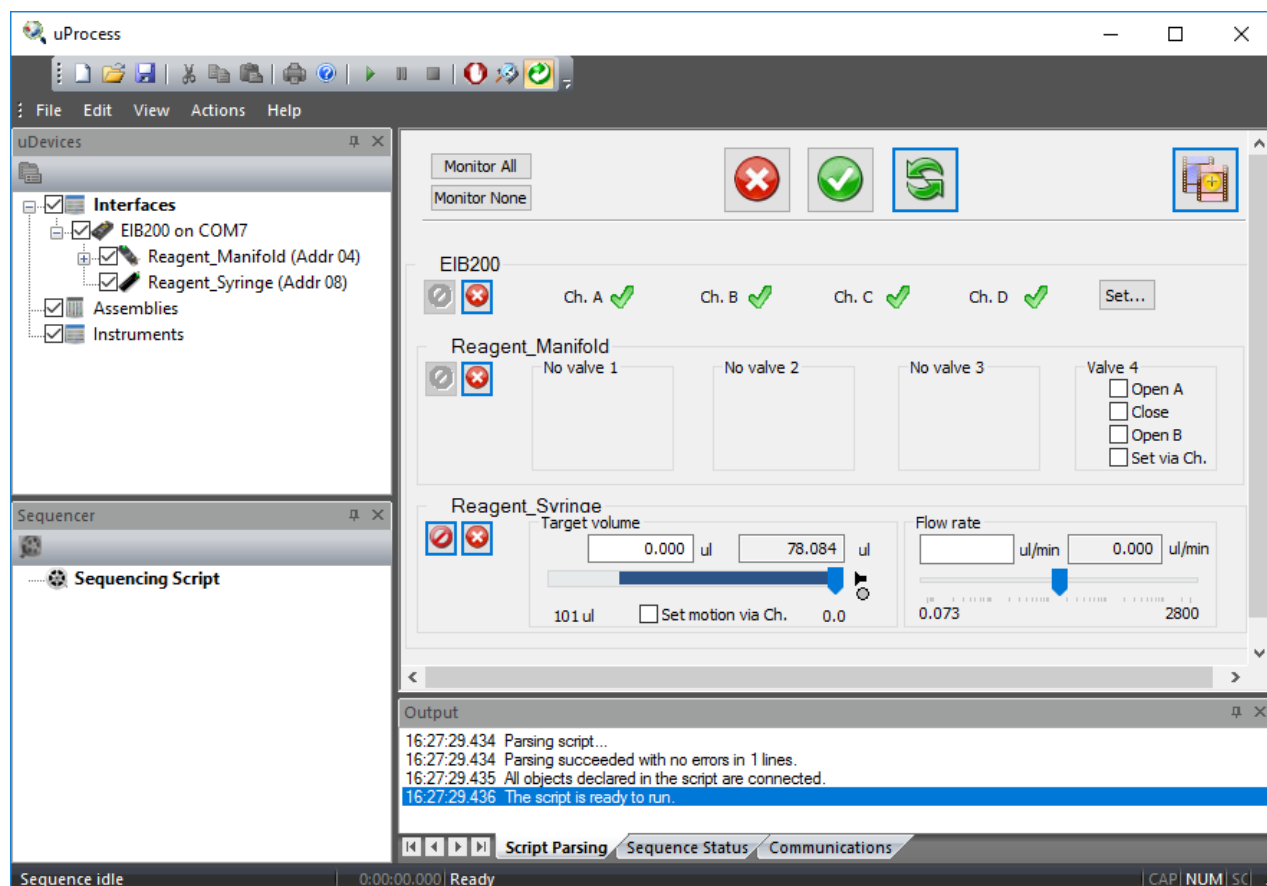 uProcess
File Edit View Actions Help
uDevices
Interfaces
EIB200 on COM7
Reagent_Manifold (Addr 04)
Reagent_Syringe (Addr 08)
Assemblies
Instruments
Sequencer
Sequencing Script
Monitor All
Monitor None
EIB200
Ch. A Ch. B Ch. C Ch. D Set...
Reagent_Manifold
No valve 1 No valve 2 No valve 3 Valve 4
Open A
Close
Open B
Set via Ch.
Reagent_Syringe
Target volume
0.000 ul 78.084 ul
101 ul Set motion via Ch. 0.0
Flow rate
ul/min 0.000 ul/min
0.073 2800
Output
16:27:29.434 Parsing script...
16:27:29.434 Parsing succeeded with no errors in 1 lines.
16:27:29.435 All objects declared in the script are connected.
16:27:29.436 The script is ready to run.
Script Parsing Sequence Status Communications
Sequence idle 0:00:00.000 Ready CAP NUM SC